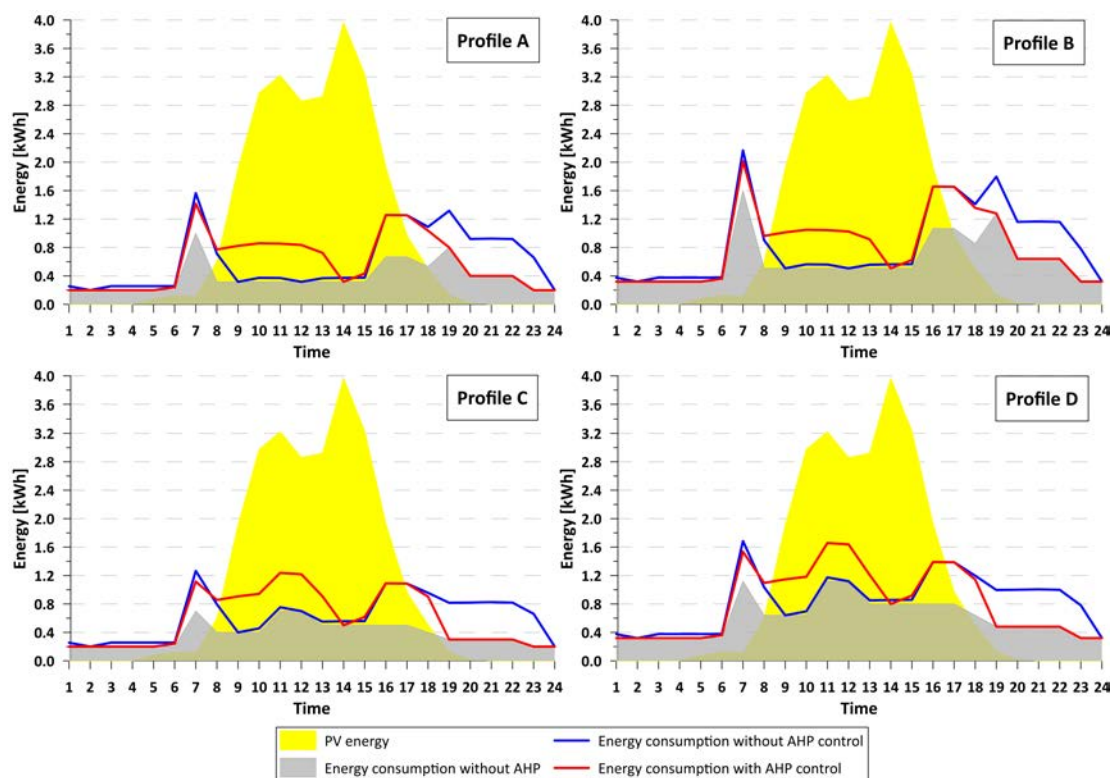 Profile A
Energy [kWh]
4.0
3.6
3.2
2.8
2.4
2.0
1.6
1.2
0.8
0.4
0.0
1 2 3 4 5 6 7 8 9 10 11 12 13 14 15 16 17 18 19 20 21 22 23 24
Time
Profile B
Energy [kWh]
4.0
3.6
3.2
2.8
2.4
2.0
1.6
1.2
0.8
0.4
0.0
1 2 3 4 5 6 7 8 9 10 11 12 13 14 15 16 17 18 19 20 21 22 23 24
Time
Profile C
Energy [kWh]
4.0
3.6
3.2
2.8
2.4
2.0
1.6
1.2
0.8
0.4
0.0
1 2 3 4 5 6 7 8 9 10 11 12 13 14 15 16 17 18 19 20 21 22 23 24
Time
Profile D
Energy [kWh]
4.0
3.6
3.2
2.8
2.4
2.0
1.6
1.2
0.8
0.4
0.0
1 2 3 4 5 6 7 8 9 10 11 12 13 14 15 16 17 18 19 20 21 22 23 24
Time
PV energy
Energy consumption without AHP control
Energy consumption without AHP
Energy consumption with AHP control